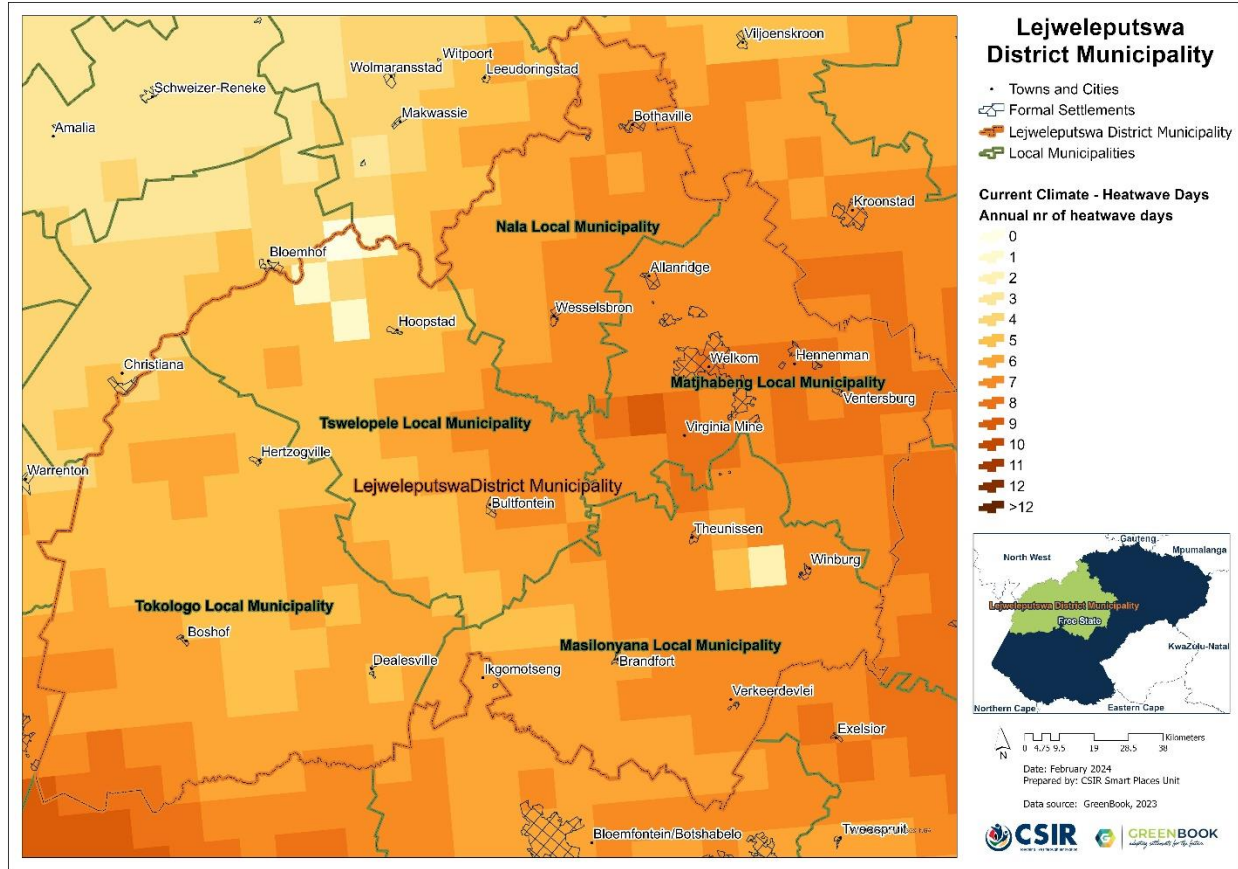 Lejweleputswa
District Municipality
Towns and Cities
Formal Settlements
Lejweleputswa District Municipality
Local Municipalities
Current Climate - Heatwave Days
Annual nr of heatwave days
0
1
2
3
4
5
6
7
8
9
10
11
12
>12
Viljoenskroon
Witpoort
Wolmaransstad
Leeudoringstad
Schweizer-Reneke
Makwassie
Amalia
Bothaville
Kroonstad
Nala Local Municipality
Bloemhof
Allanridge
Wesselsbron
Hoopstad
Welkom
Hennenman
Christiana
Matjhabeng Local Municipality
Ventersburg
Tswelopele Local Municipality
Virginia Mine
Hertzogville
Warrenton
LejweleputswaDistrict Municipality
Bultfontein
Theunissen
Winburg
Tokologo Local Municipality
Boshof
Masilonyana Local Municipality
Brandfort
Dealesville
Ikgomotseng
Verkeerdevlei
Exelsior
Bloemfontein/Botshabelo
Tweespruit
Gauteng
North West
Mpumalanga
Lejweleputswa District Municipality
Free State
KwaZulu-Natal
Northern Cape
Eastern Cape
N
Kilometers
0 4.75 9.5 19 28.5 38
Date: February 2024
Prepared by: CSIR Smart Places Unit
Data source: GreenBook, 2023
CSIR
GREENBOOK
adapting settlements for the future